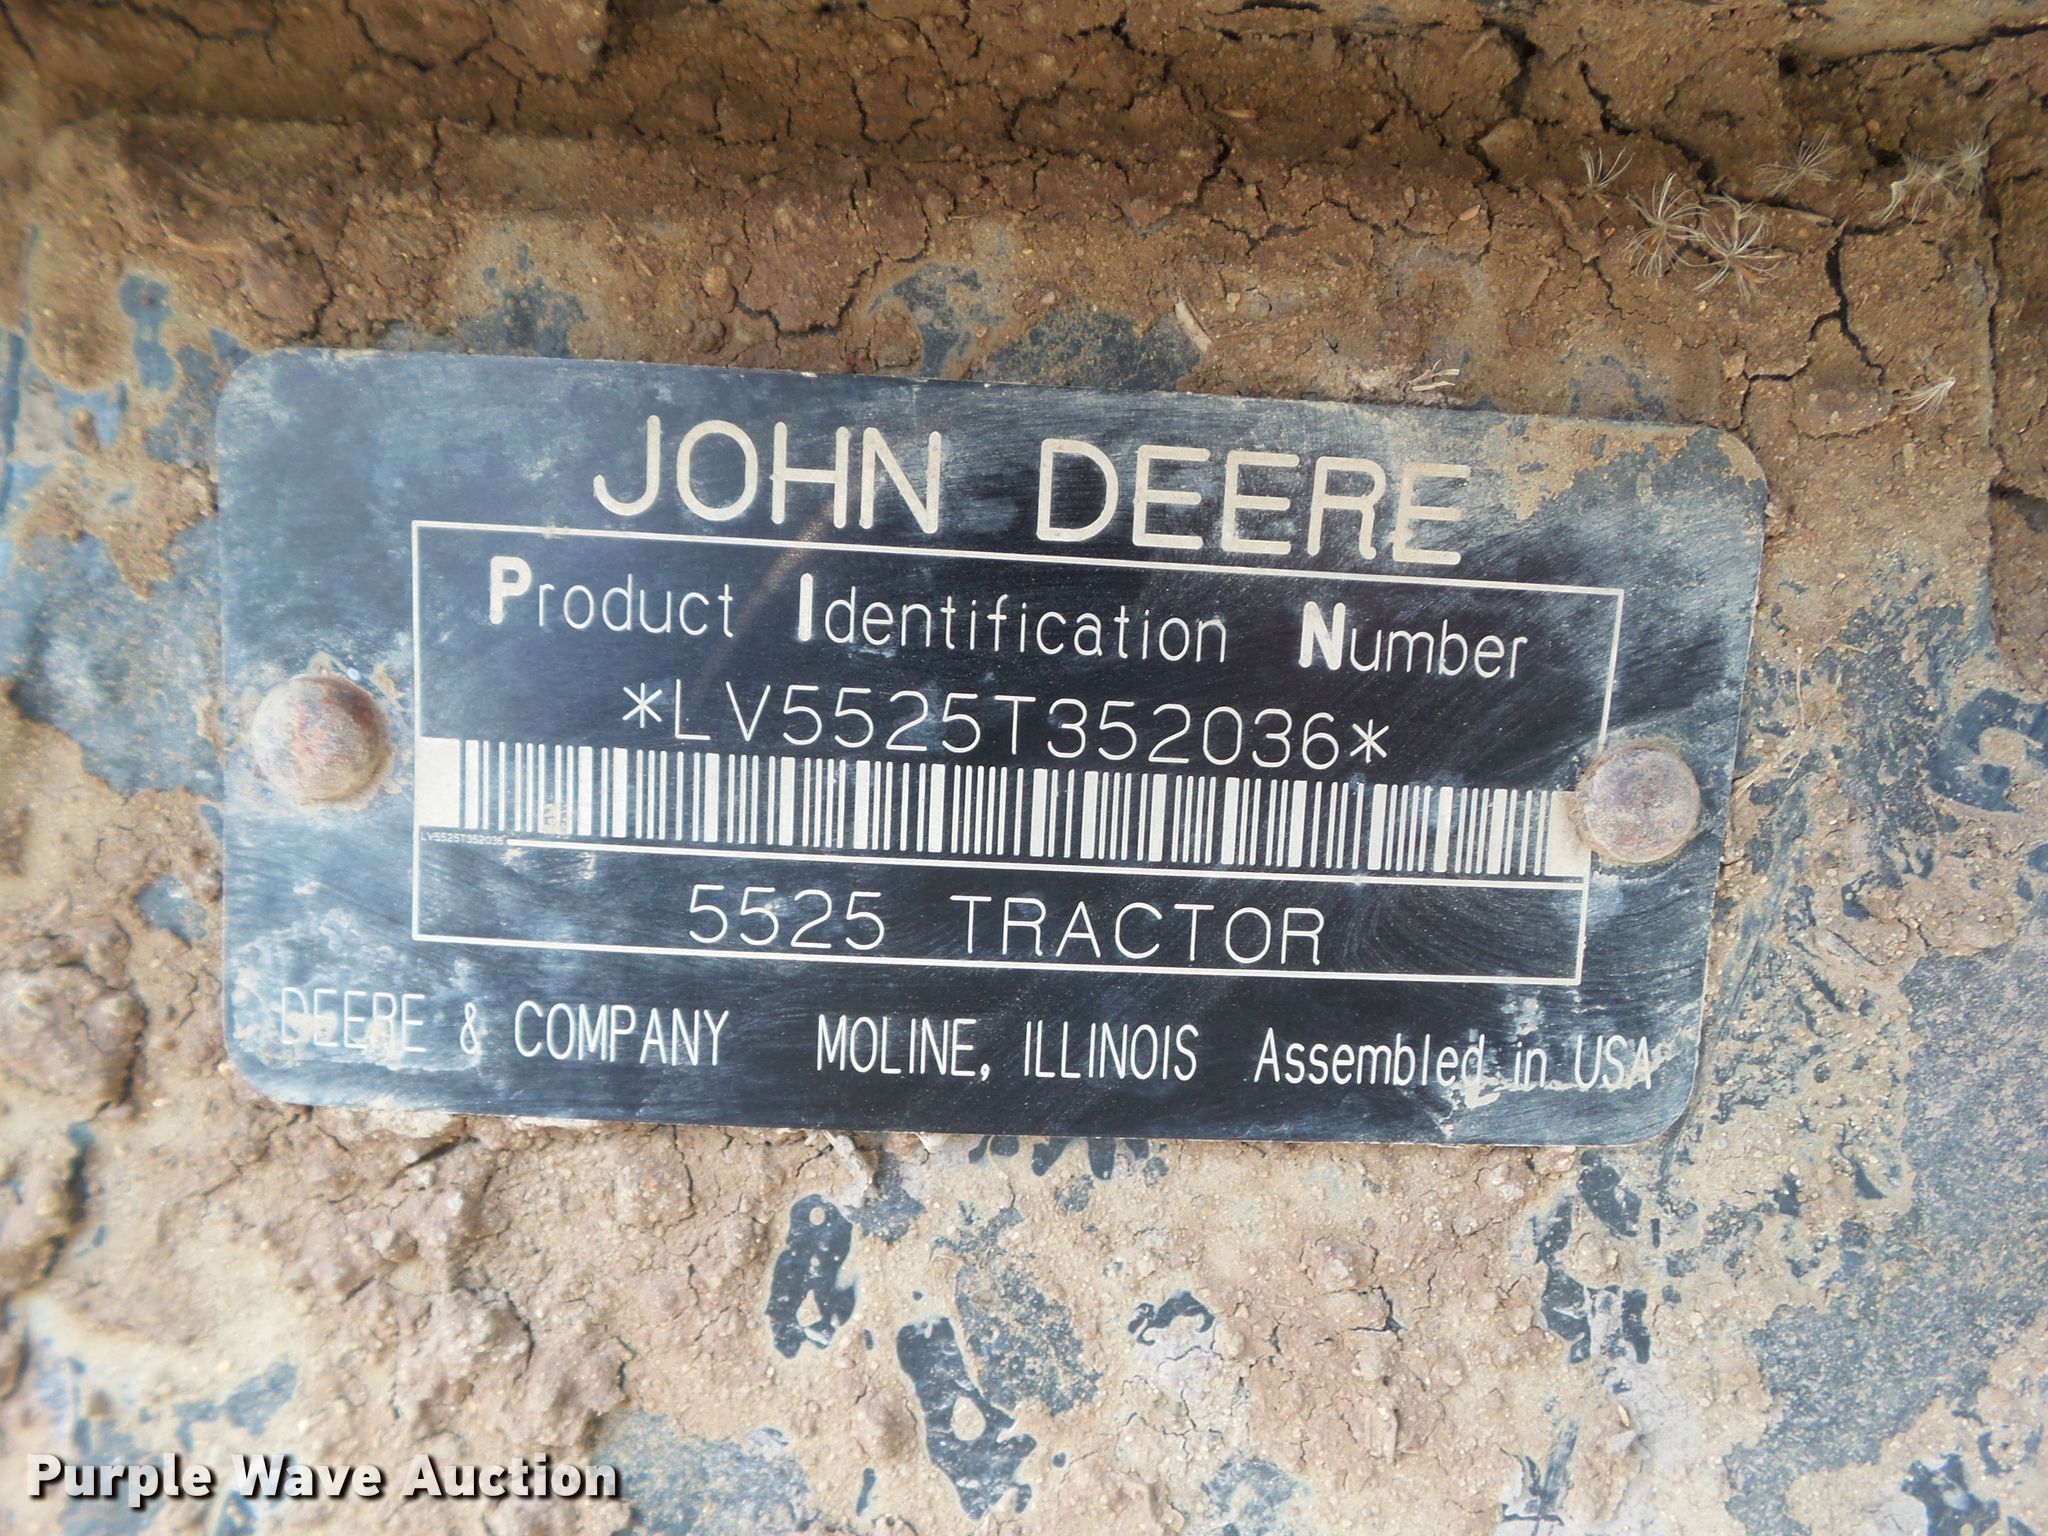 JOHN DEERE
Product Identification Number
*LV5525T352036*
LV5525T352036
5525 TRACTOR
DEERE & COMPANY MOLINE, ILLINOIS Assembled in USA
Purple Wave Auction